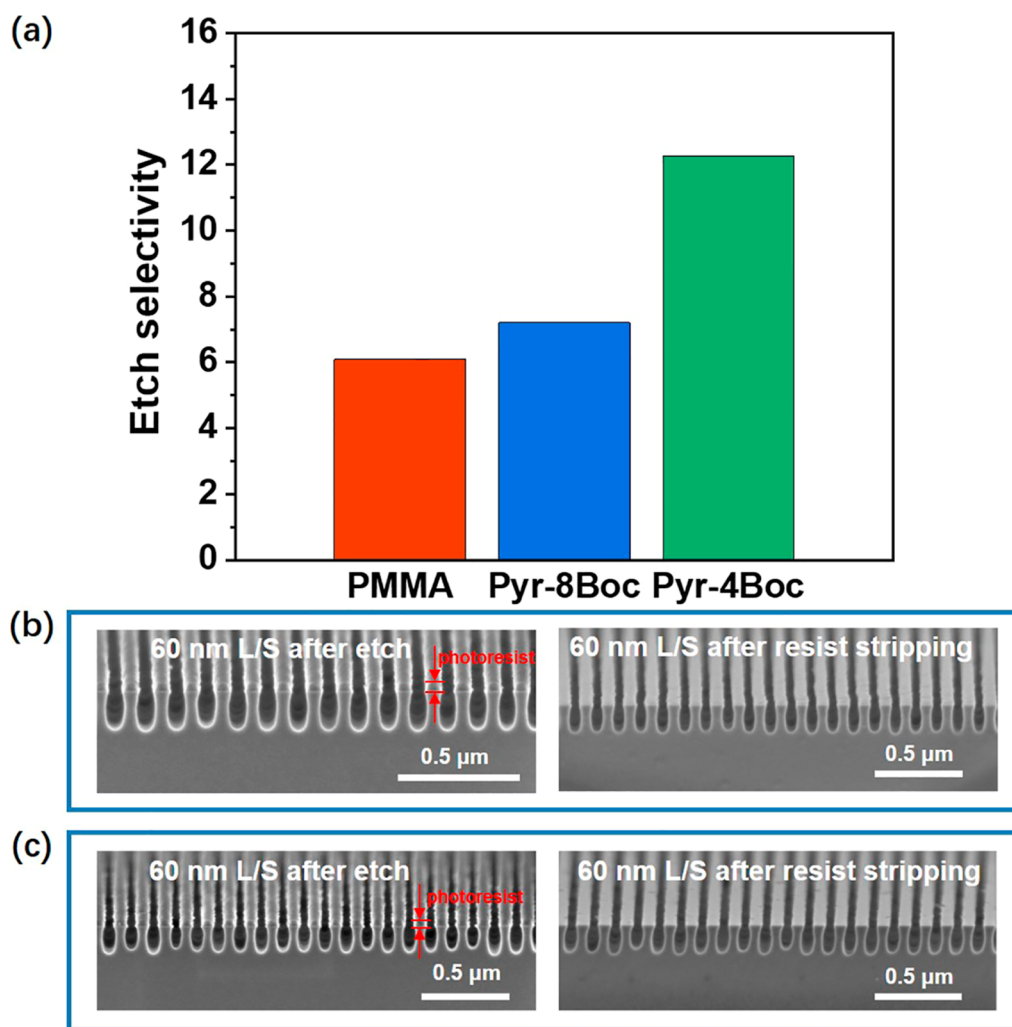 (a)
16
14
12
10
8
6
4
2
0
Etch selectivity
PMMA Pyr-8Boc Pyr-4Boc
(b)
60 nm L/S after etch
photoresist
0.5 μm
60 nm L/S after resist stripping
0.5 μm
(c)
60 nm L/S after etch
photoresist
0.5 μm
60 nm L/S after resist stripping
0.5 μm